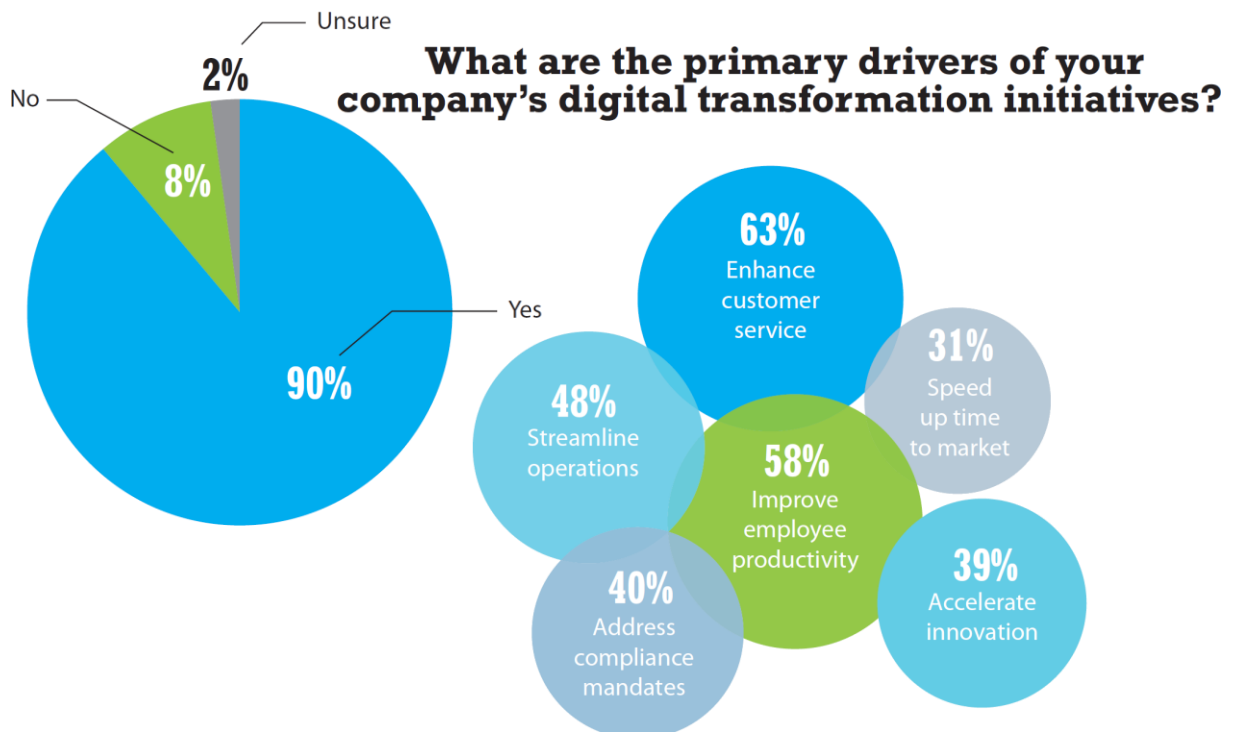 Unsure
2%
No
8%
Yes
90%
What are the primary drivers of your
company’s digital transformation initiatives?
63%
Enhance
customer
service
31%
Speed
up time
to market
48%
Streamline
operations
58%
Improve
employee
productivity
40%
Address
compliance
mandates
39%
Accelerate
innovation